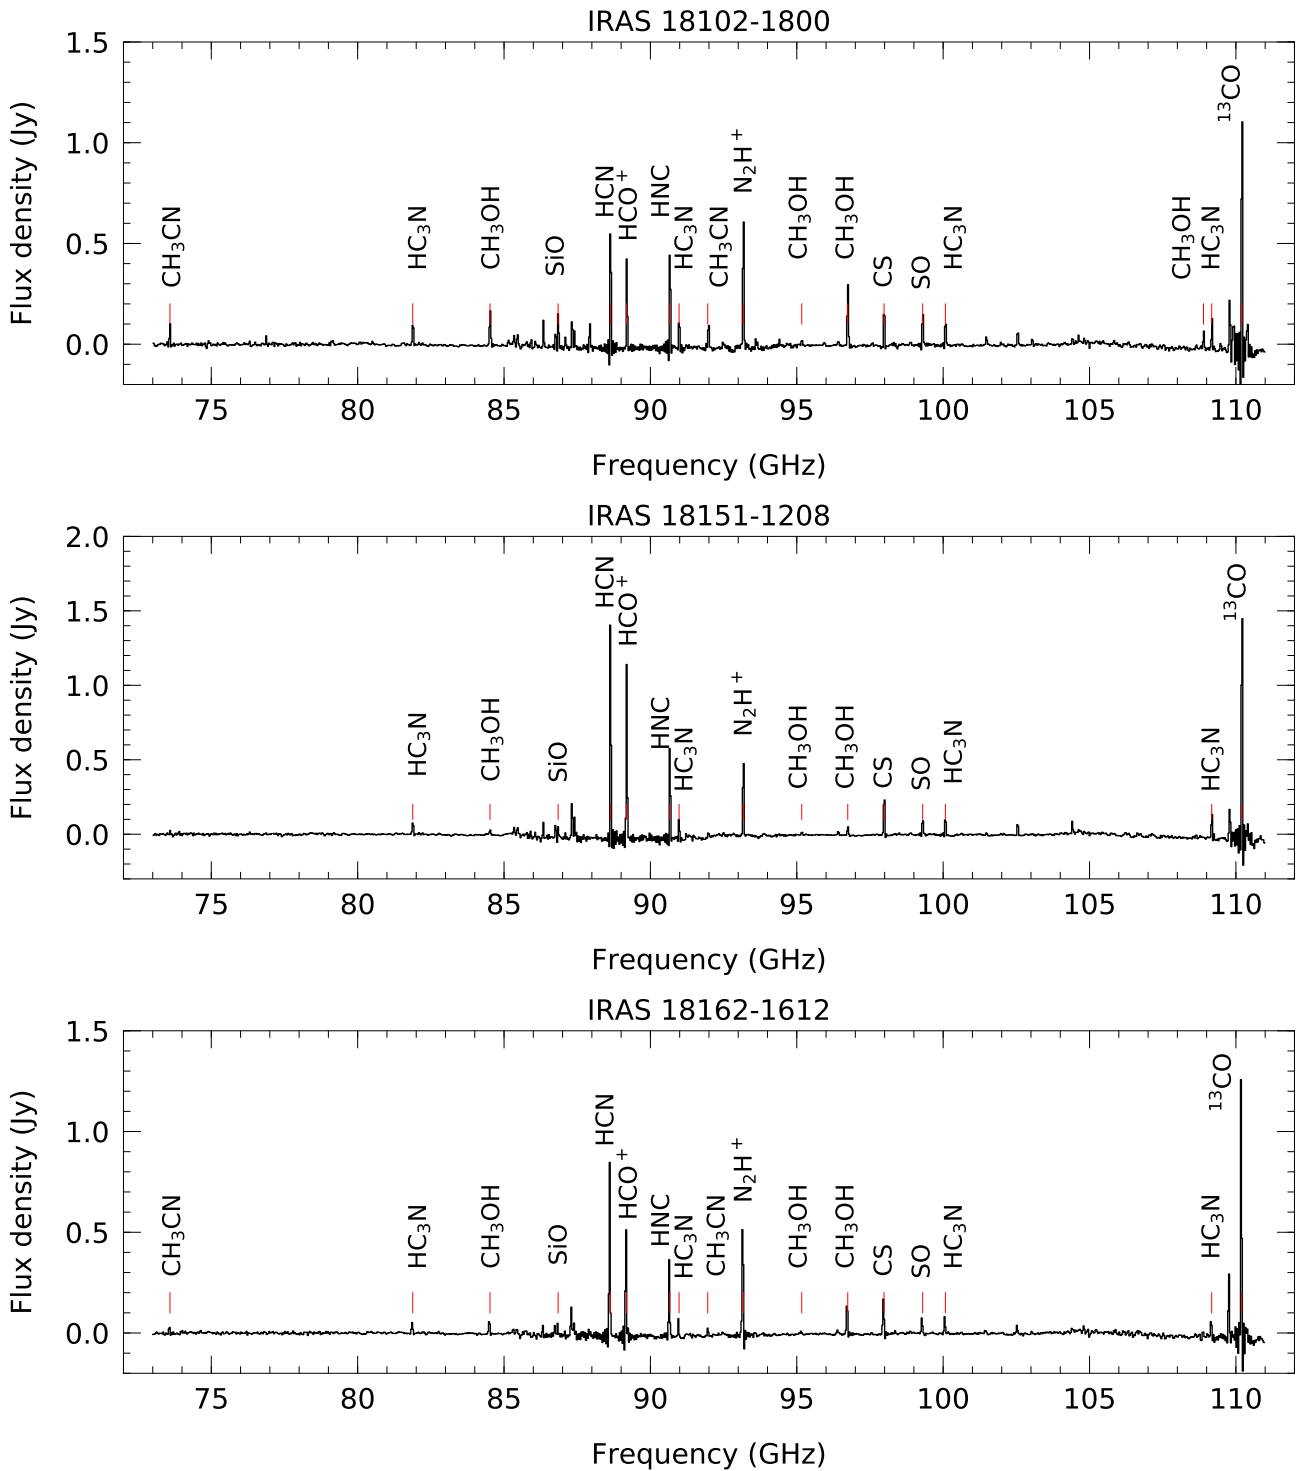 IRAS 18102-1800
Flux density (Jy)
1.5
1.0
0.5
0.0
CH₃CN
HC₃N
CH₃OH
SiO
HCN
HCO⁺
HNC
HC₃N
CH₃CN
N₂H⁺
CH₃OH
CH₃OH
CS
SO
HC₃N
CH₃OH
HC₃N
¹³CO
75 80 85 90 95 100 105 110
Frequency (GHz)
IRAS 18151-1208
Flux density (Jy)
2.0
1.5
1.0
0.5
0.0
HC₃N
CH₃OH
SiO
HCN
HCO⁺
HNC
HC₃N
N₂H⁺
CH₃OH
CH₃OH
CS
SO
HC₃N
HC₃N
¹³CO
75 80 85 90 95 100 105 110
Frequency (GHz)
IRAS 18162-1612
Flux density (Jy)
1.5
1.0
0.5
0.0
CH₃CN
HC₃N
CH₃OH
SiO
HCN
HCO⁺
HNC
HC₃N
CH₃CN
N₂H⁺
CH₃OH
CH₃OH
CS
SO
HC₃N
HC₃N
¹³CO
75 80 85 90 95 100 105 110
Frequency (GHz)